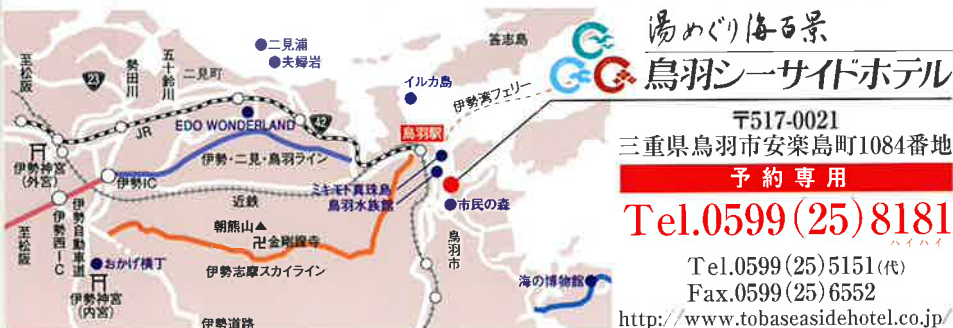 至松阪
23
勢田川
五十鈴川
二見町
二見浦
夫婦岩
イルカ島
答志島
伊勢湾フェリー
JR
EDO WONDERLAND
42
鳥羽駅
伊勢神宮
(外宮)
伊勢IC
伊勢・二見・鳥羽ライン
近鉄
ミキモト真珠島
鳥羽水族館
市民の森
至松阪
伊勢西IC
伊勢自動車道
朝熊山
卍金剛證寺
伊勢志摩スカイライン
鳥羽市
おかげ横丁
伊勢神宮
(内宮)
海の博物館
伊勢道路
湯めぐり海百景
鳥羽シーサイドホテル
〒517-0021
三重県鳥羽市安楽島町1084番地
予約専用
Tel.0599(25)8181
ハイハイ
Tel.0599(25)5151(代)
Fax.0599(25)6552
http://www.tobaseasidehotel.co.jp/